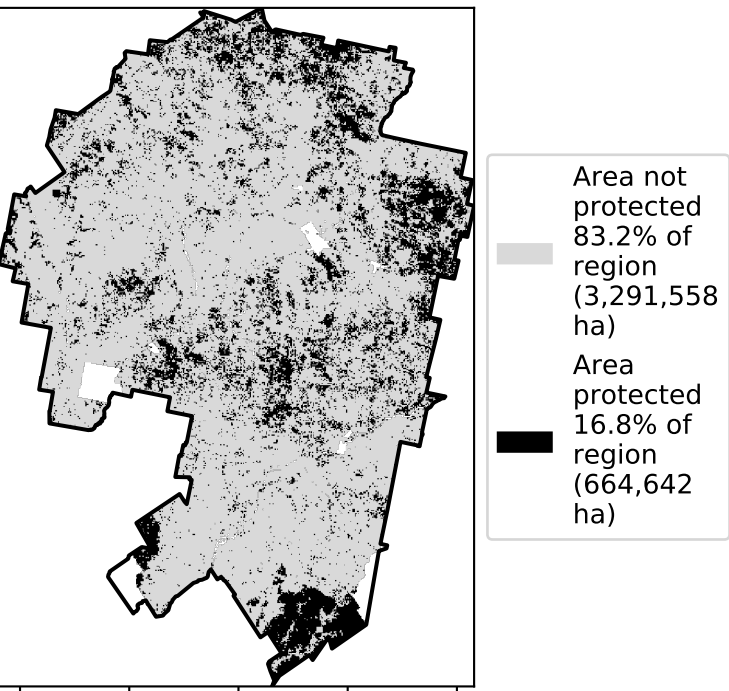 Area not
protected
83.2% of
region
(3,291,558
ha)
Area
protected
16.8% of
region
(664,642
ha)